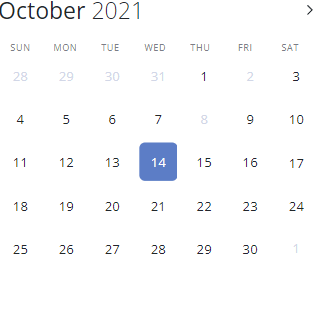 October 2021
SUN MON TUE WED THU FRI SAT
28 29 30 31 1 2 3
4 5 6 7 8 9 10
11 12 13 14 15 16 17
18 19 20 21 22 23 24
25 26 27 28 29 30 1